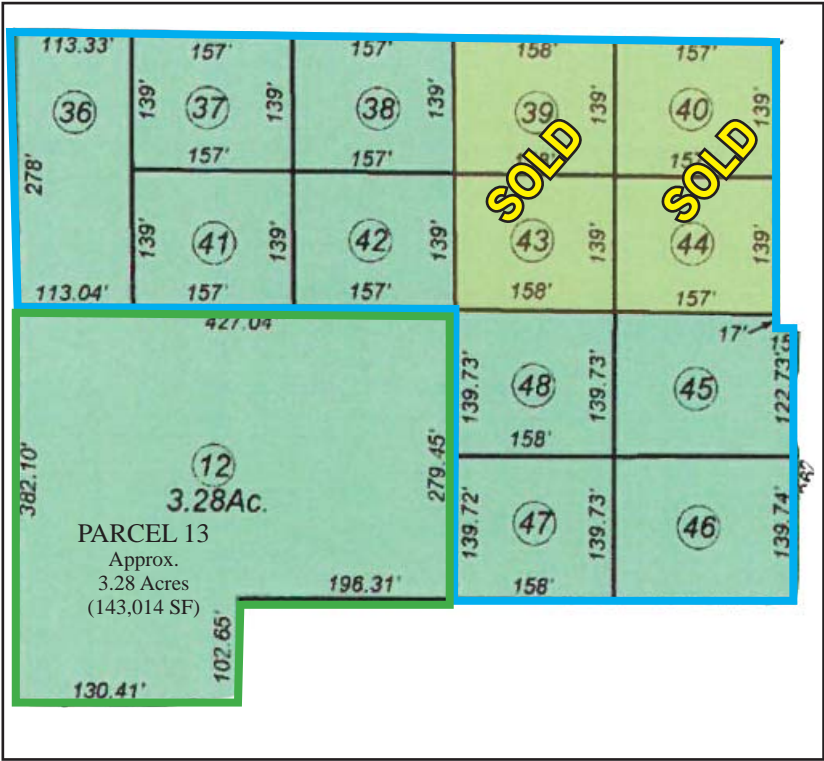 113.33' 157' 157' 158' 157'
36 139' 37 139' 38 139' 39 139' 40 139'
278' 157' 157'
SOLD SOLD
139' 41 139' 42 139' 43 139' 44 139'
113.04' 157' 157' 158' 157'
427.04 17'
139.73' 48 139.73' 45 122.73'
158'
382.10' 12 279.45'
3.28Ac.
139.72' 47 139.73' 46 139.74'
PARCEL 13
Approx.
3.28 Acres
(143,014 SF)
158'
102.65'
130.41'